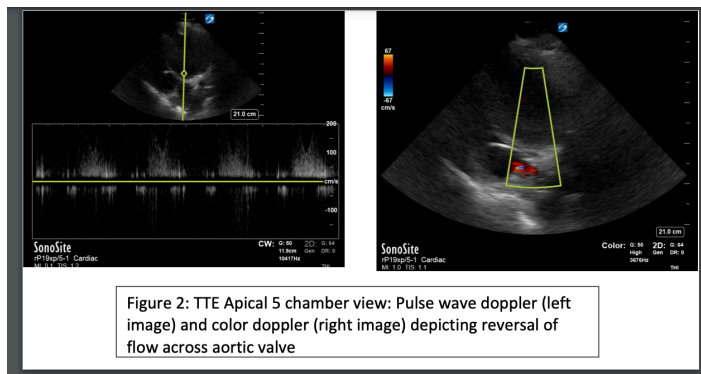 21.0 cm
200
100
cm/s
-100
SonoSite
rP19xp/5-1 Cardiac
MI: 0.1 TIS: 1.2
CW: G: 50
11.9cm
16417Hz
2D: G: 64
Gen DR: 0
THI
67
-67
cm/s
21.0 cm
SonoSite
rP19xp/5-1 Cardiac
MI: 1.0 TIS: 1.1
Color: G: 50
High
3676Hz
2D: G: 64
Gen DR: 0
THI
Figure 2: TTE Apical 5 chamber view: Pulse wave doppler (left
image) and color doppler (right image) depicting reversal of
flow across aortic valve